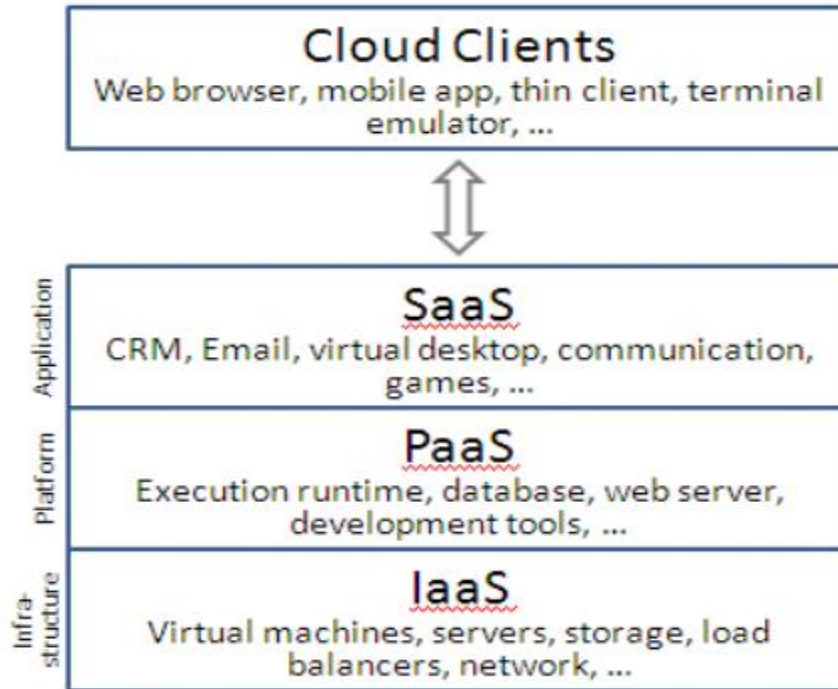 Cloud Clients
Web browser, mobile app, thin client, terminal
emulator, ...
Application
SaaS
CRM, Email, virtual desktop, communication,
games, ...
Platform
PaaS
Execution runtime, database, web server,
development tools, ...
Infra-
structure
IaaS
Virtual machines, servers, storage, load
balancers, network, ...